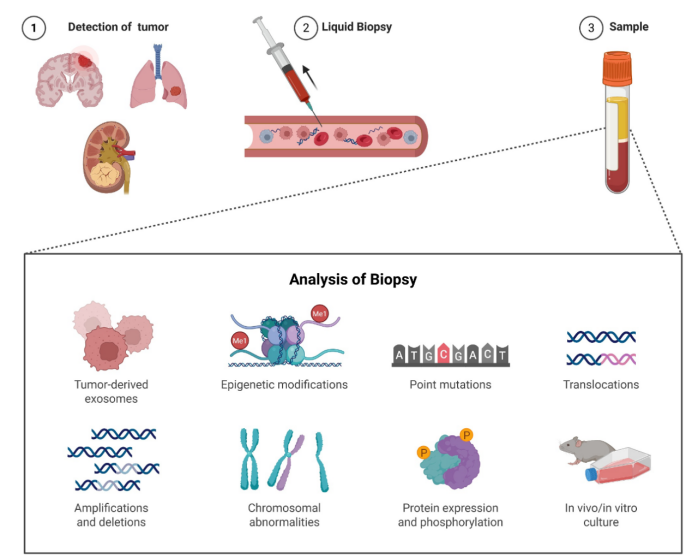 1 Detection of tumor
2 Liquid Biopsy
3 Sample
Analysis of Biopsy
Me1
Me1
ATGCGACT
Tumor-derived
exosomes
Epigenetic modifications
Point mutations
Translocations
P
P
Amplifications
and deletions
Chromosomal
abnormalities
Protein expression
and phosphorylation
In vivo/in vitro
culture